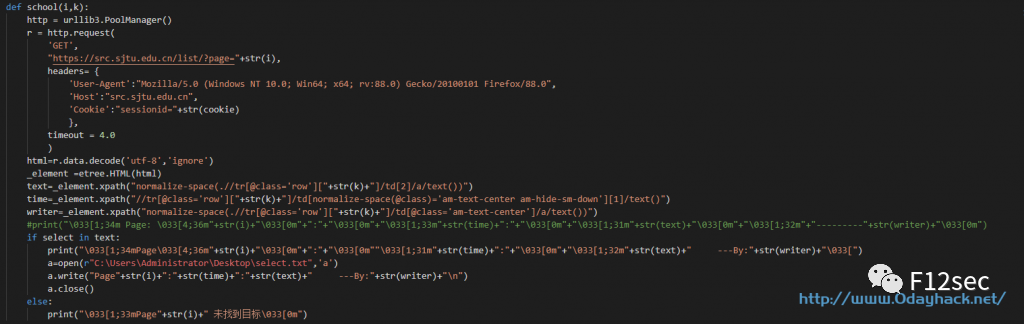 def school(i,k):
    http = urllib3.PoolManager()
    r = http.request(
        'GET',
        "https://src.sjtu.edu.cn/list/?page="+str(i),
        headers= {
            'User-Agent':"Mozilla/5.0 (Windows NT 10.0; Win64; x64; rv:88.0) Gecko/20100101 Firefox/88.0",
            'Host':"src.sjtu.edu.cn",
            'Cookie':"sessionid="+str(cookie)
            },
        timeout = 4.0
        )
    html=r.data.decode('utf-8','ignore')
    _element =etree.HTML(html)
    text=_element.xpath("normalize-space(.//tr[@class='row']["+str(k)+"]/td[2]/a/text())")
    time=_element.xpath("//tr[@class='row']["+str(k)+"]/td[normalize-space(@class)='am-text-center am-hide-sm-down'][1]/text()")
    writer=_element.xpath("normalize-space(.//tr[@class='row']["+str(k)+"]/td[@class='am-text-center']/a/text())")
    #print("\033[1;34m Page: \033[4;36m"+str(i)+"\033[0m"+":"+"\033[0m"+"\033[1;33m"+str(time)+":"+"\033[0m"+"\033[1;31m"+str(text)+"\033[0m"+"\033[1;32m"+"---------"+str(writer)+"\033[0m")
    if select in text:
        print("\033[1;34mPage\033[4;36m"+str(i)+"\033[0m"+":"+"\033[0m""\033[1;31m"+str(time)+":"+"\033[0m"+"\033[1;32m"+str(text)+"     ---By:"+str(writer)+"\033[")
        a=open(r"C:\Users\Administrator\Desktop\select.txt",'a')
        a.write("Page"+str(i)+":"+str(time)+":"+str(text)+"     ---By:"+str(writer)+"\n")
        a.close()
    else:
        print("\033[1;33mPage"+str(i)+" 未找到目标\033[0m")
F12sec
http://www.0dayhack.net/